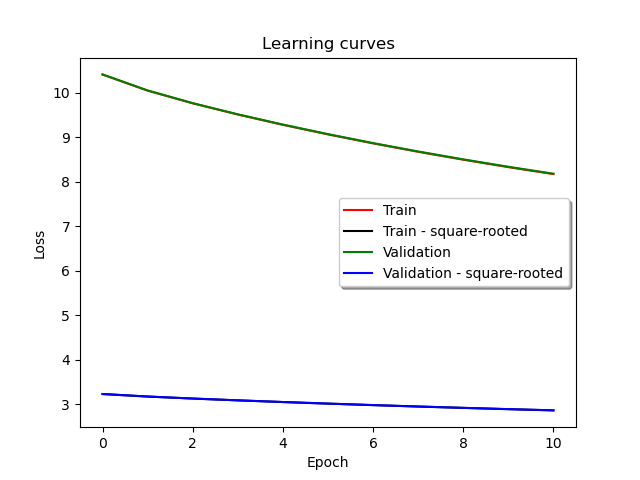 Learning curves
Loss
10
9
8
7
6
5
4
3
Train
Train - square-rooted
Validation
Validation - square-rooted
0 2 4 6 8 10
Epoch